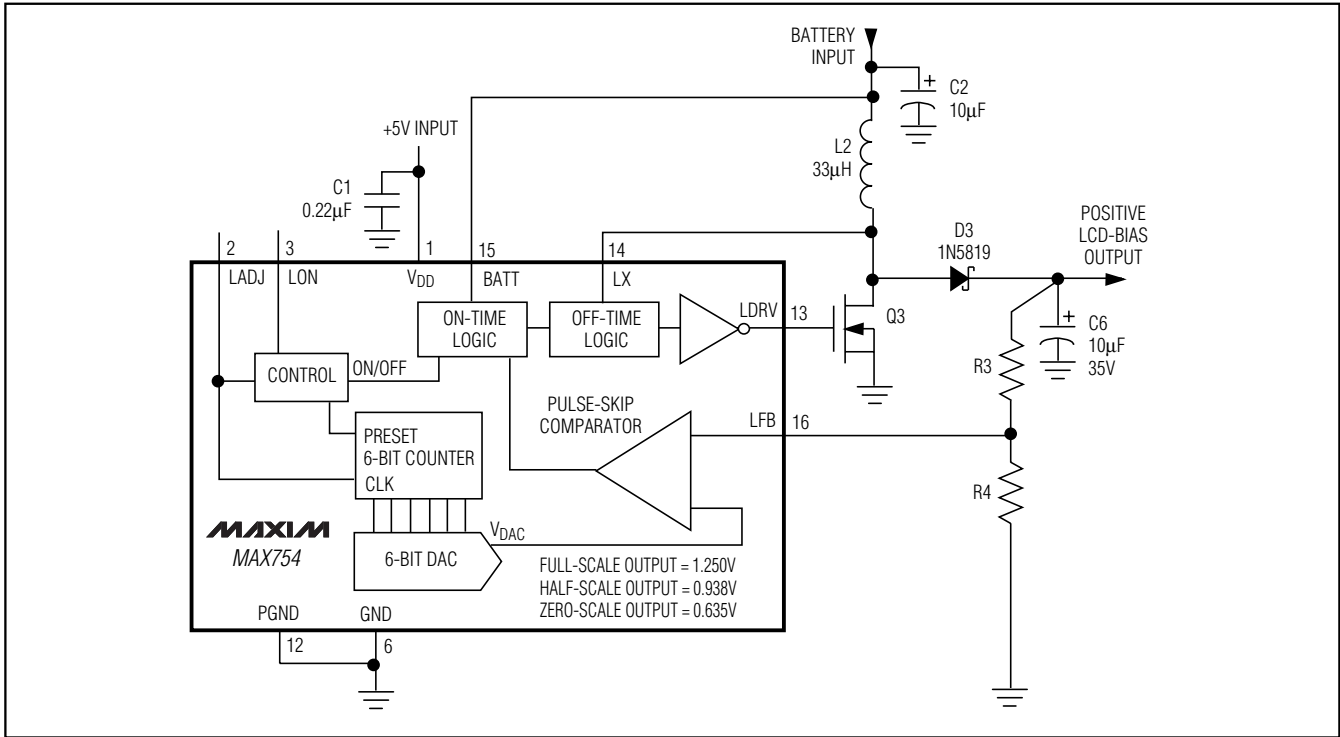 BATTERY
INPUT
+
C2
10µF
+5V INPUT
L2
33µH
C1
0.22µF
POSITIVE
LCD-BIAS
OUTPUT
D3
1N5819
2
3
1
15
14
LADJ
LON
VDD
BATT
LX
ON-TIME
LOGIC
OFF-TIME
LOGIC
LDRV
13
Q3
+
C6
10µF
35V
R3
CONTROL
ON/OFF
PULSE-SKIP
COMPARATOR
LFB
16
PRESET
6-BIT COUNTER
CLK
R4
MAXIM
MAX754
6-BIT DAC
VDAC
FULL-SCALE OUTPUT = 1.250V
HALF-SCALE OUTPUT = 0.938V
ZERO-SCALE OUTPUT = 0.635V
PGND
GND
12
6